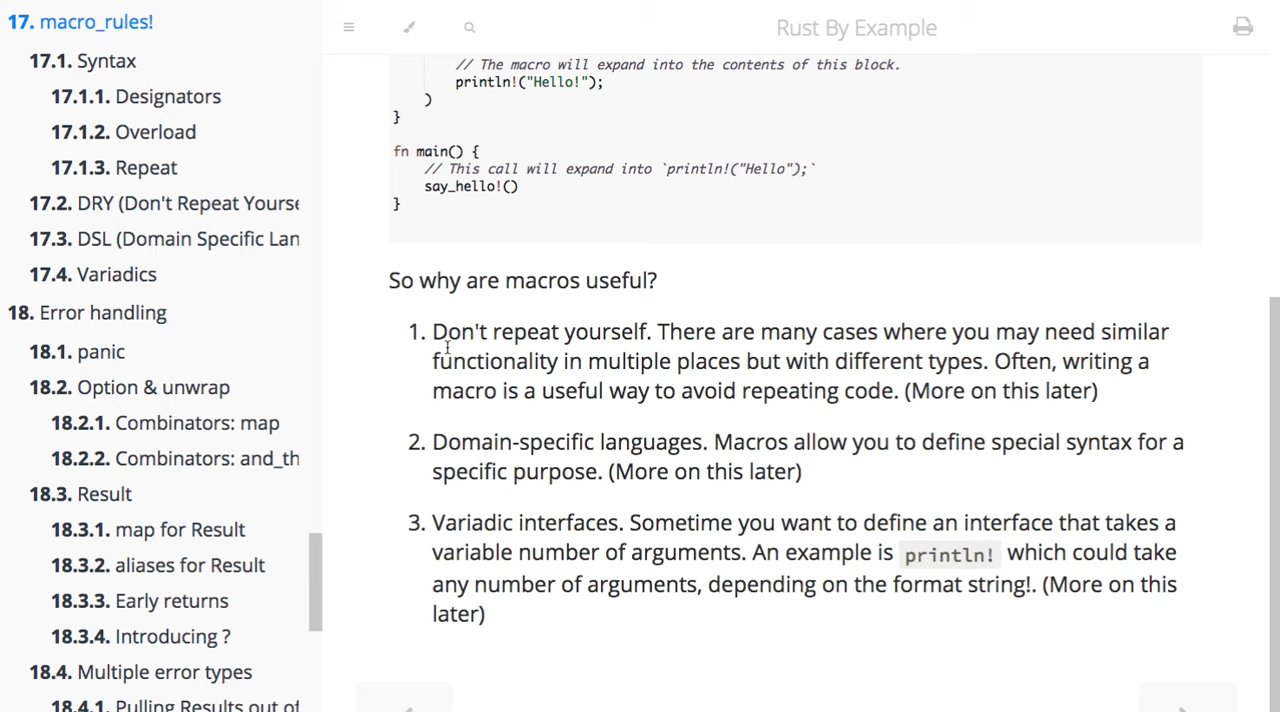 17. macro_rules!
17.1. Syntax
17.1.1. Designators
17.1.2. Overload
17.1.3. Repeat
17.2. DRY (Don't Repeat Yourse
17.3. DSL (Domain Specific Lan
17.4. Variadics
18. Error handling
18.1. panic
18.2. Option & unwrap
18.2.1. Combinators: map
18.2.2. Combinators: and_th
18.3. Result
18.3.1. map for Result
18.3.2. aliases for Result
18.3.3. Early returns
18.3.4. Introducing ?
18.4. Multiple error types
18.4.1. Pulling Results out of
Rust By Example
// The macro will expand into the contents of this block.
println!("Hello!");
)
}
fn main() {
// This call will expand into `println!("Hello");`
say_hello!()
}
So why are macros useful?
1. Don't repeat yourself. There are many cases where you may need similar
functionality in multiple places but with different types. Often, writing a
macro is a useful way to avoid repeating code. (More on this later)
2. Domain-specific languages. Macros allow you to define special syntax for a
specific purpose. (More on this later)
3. Variadic interfaces. Sometime you want to define an interface that takes a
variable number of arguments. An example is println! which could take
any number of arguments, depending on the format string!. (More on this
later)